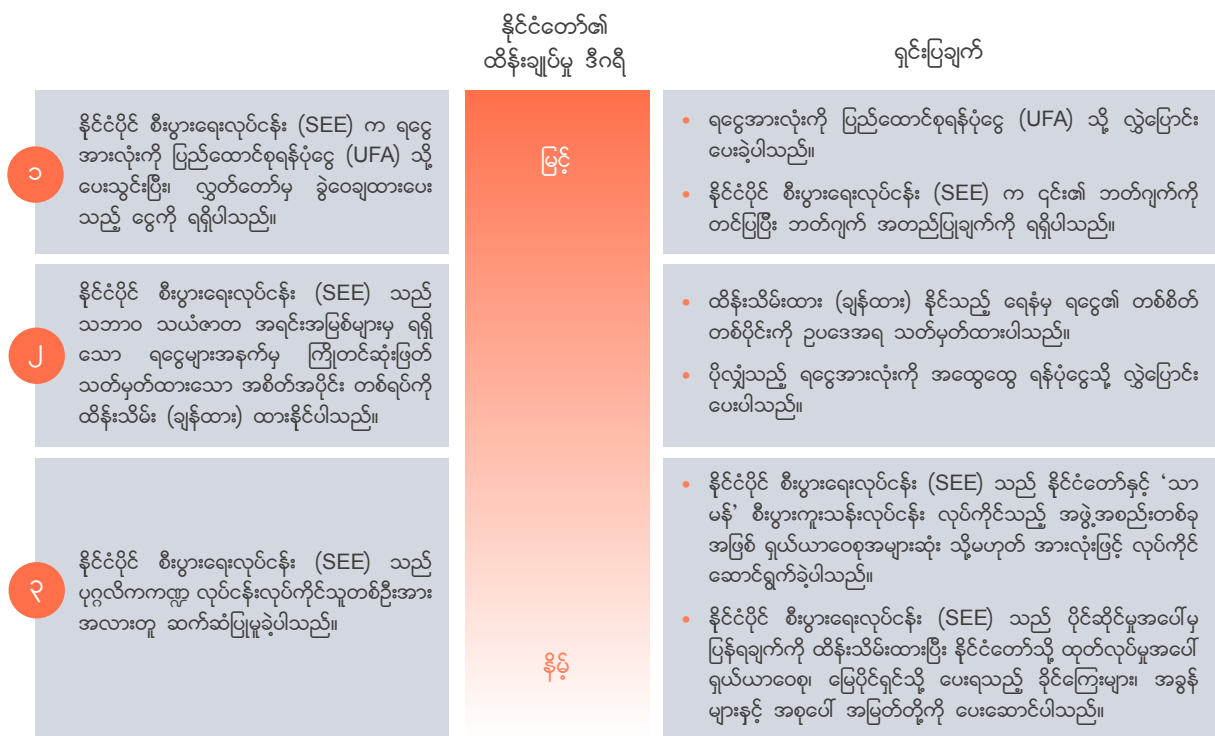 နိုင်ငံတော်၏
ထိန်းချုပ်မှု ဒီဂရီ
ရှင်းပြချက်
၁
နိုင်ငံပိုင် စီးပွားရေးလုပ်ငန်း (SEE) က ရငွေ
အားလုံးကို ပြည်ထောင်စုရန်ပုံငွေ (UFA) သို့
ပေးသွင်းပြီး၊ လွှတ်တော်မှ ခွဲဝေချထားပေး
သည့် ငွေကို ရရှိပါသည်။
မြင့်
• ရငွေအားလုံးကို ပြည်ထောင်စုရန်ပုံငွေ (UFA) သို့ လွှဲပြောင်း
ပေးခဲ့ပါသည်။
• နိုင်ငံပိုင် စီးပွားရေးလုပ်ငန်း (SEE) က ၎င်း၏ ဘတ်ဂျက်ကို
တင်ပြပြီး ဘတ်ဂျက် အတည်ပြုချက်ကို ရရှိပါသည်။
၂
နိုင်ငံပိုင် စီးပွားရေးလုပ်ငန်း (SEE) သည်
သဘာဝ သယံဇာတ အရင်းအမြစ်များမှ ရရှိ
သော ရငွေများအနက်မှ ကြိုတင်ဆုံးဖြတ်
သတ်မှတ်ထားသော အစိတ်အပိုင်း တစ်ရပ်ကို
ထိန်းသိမ်း (ချန်ထား) ထားနိုင်ပါသည်။
• ထိန်းသိမ်းထား (ချန်ထား) နိုင်သည့် ရေနံမှ ရငွေ၏ တစ်စိတ်
တစ်ပိုင်းကို ဥပဒေအရ သတ်မှတ်ထားပါသည်။
• ပိုလျှံသည့် ရငွေအားလုံးကို အထွေထွေ ရန်ပုံငွေသို့ လွှဲပြောင်း
ပေးပါသည်။
၃
နိုင်ငံပိုင် စီးပွားရေးလုပ်ငန်း (SEE) သည်
ပုဂ္ဂလိကကဏ္ဍ လုပ်ငန်းလုပ်ကိုင်သူတစ်ဦးအား
အလားတူ ဆက်ဆံပြုမူခဲ့ပါသည်။
နိမ့်
• နိုင်ငံပိုင် စီးပွားရေးလုပ်ငန်း (SEE) သည် နိုင်ငံတော်နှင့် ‘သာ
မန်’ စီးပွားကူးသန်းလုပ်ငန်း လုပ်ကိုင်သည့် အဖွဲ့အစည်းတစ်ခု
အဖြစ် ရှယ်ယာဝေစုအများဆုံး သို့မဟုတ် အားလုံးဖြင့် လုပ်ကိုင်
ဆောင်ရွက်ခဲ့ပါသည်။
• နိုင်ငံပိုင် စီးပွားရေးလုပ်ငန်း (SEE) သည် ပိုင်ဆိုင်မှုအပေါ်မှ
ပြန်ရချက်ကို ထိန်းသိမ်းထားပြီး နိုင်ငံတော်သို့ ထုတ်လုပ်မှုအပေါ်
ရှယ်ယာဝေစု၊ မြေပိုင်ရှင်သို့ ပေးရသည့် ခိုင်ကြေးများ၊ အခွန်
များနှင့် အစုပေါ် အမြတ်တို့ကို ပေးဆောင်ပါသည်။